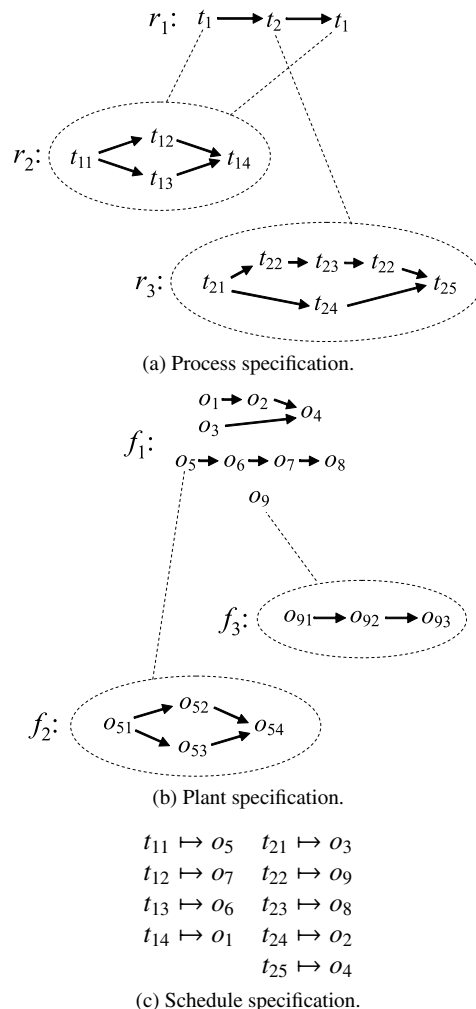 r₁: t₁ t₂ t₁
r₂: t₁₁ t₁₂ t₁₃ t₁₄
r₃: t₂₁ t₂₂ t₂₃ t₂₂ t₂₄ t₂₅
(a) Process specification.
f₁: o₁ o₂ o₃ o₄
o₅ o₆ o₇ o₈
o₉
f₃: o₉₁ o₉₂ o₉₃
f₂: o₅₁ o₅₂ o₅₃ o₅₄
(b) Plant specification.
t₁₁ ↦ o₅ t₂₁ ↦ o₃
t₁₂ ↦ o₇ t₂₂ ↦ o₉
t₁₃ ↦ o₆ t₂₃ ↦ o₈
t₁₄ ↦ o₁ t₂₄ ↦ o₂
t₂₅ ↦ o₄
(c) Schedule specification.